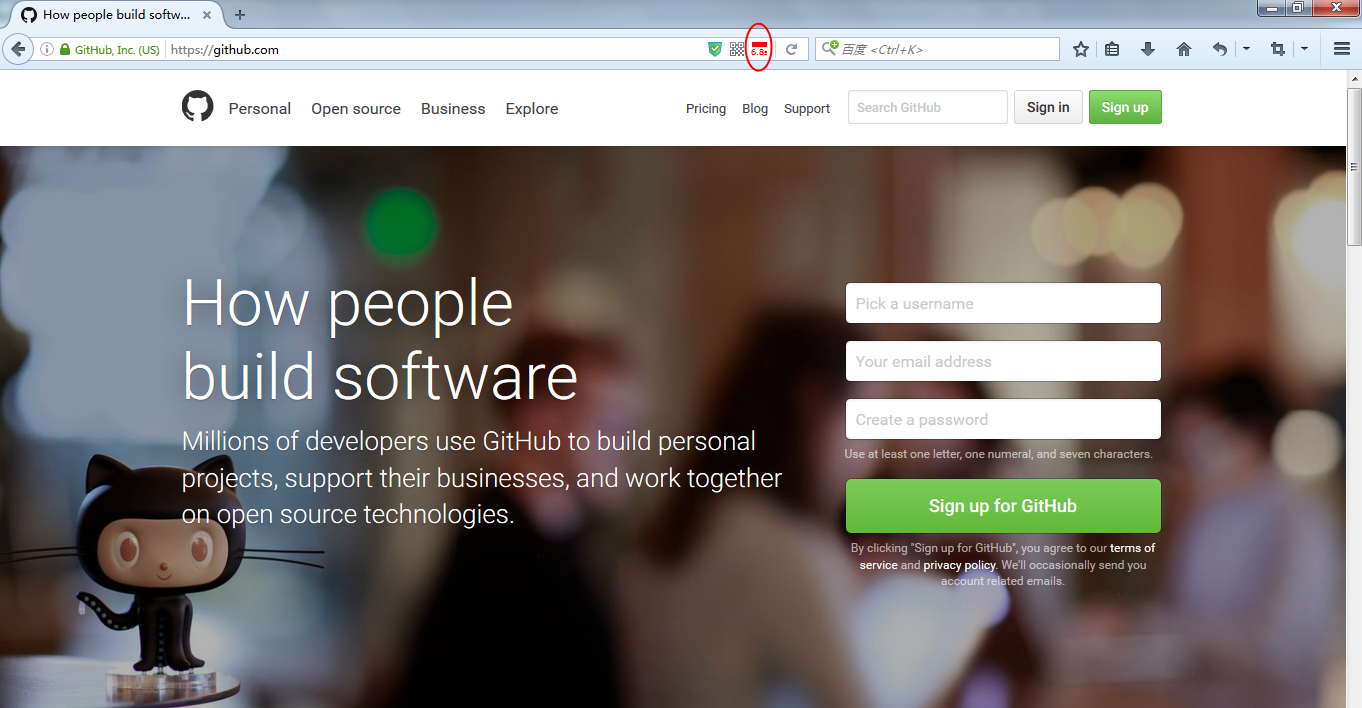 How people build softw...
GitHub, Inc. (US)
https://github.com
6.8s
百度 <Ctrl+K>
Personal
Open source
Business
Explore
Pricing
Blog
Support
Search GitHub
Sign in
Sign up
How people
build software
Millions of developers use GitHub to build personal
projects, support their businesses, and work together
on open source technologies.
Pick a username
Your email address
Create a password
Use at least one letter, one numeral, and seven characters.
Sign up for GitHub
By clicking "Sign up for GitHub", you agree to our terms of
service and privacy policy. We'll occasionally send you
account related emails.